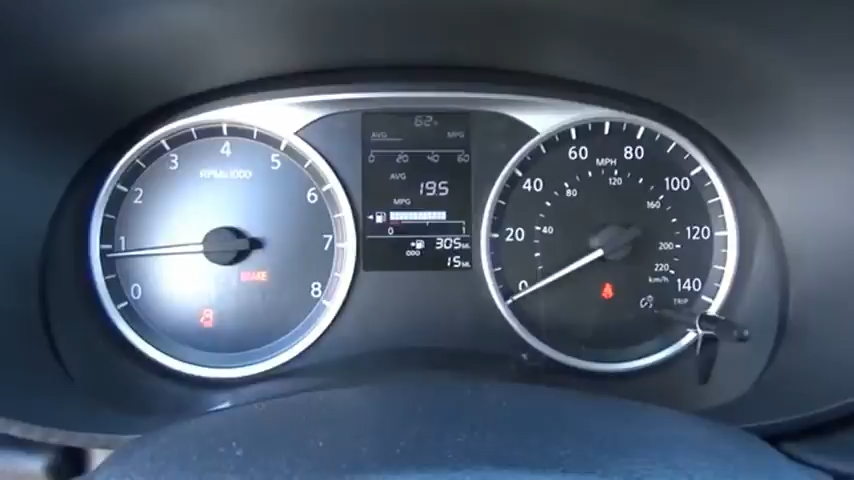 0 1 2 3 4 5 6 7 8
RPMx1000
BRAKE
62
AVG MPG
0 20 40 60
AVG
19.5
MPG
0 1
305 MI
ODO
15 MI
0 20 40 60 80 100 120 140
MPH
40 80 120 160 200 220
km/h
TRIP